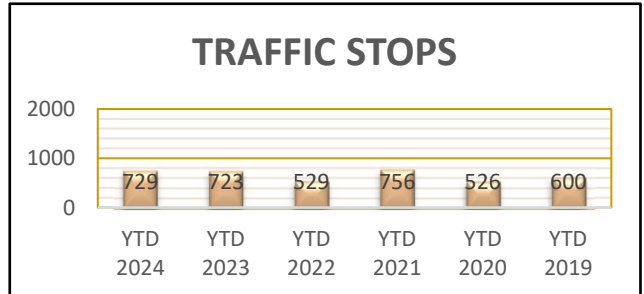 TRAFFIC STOPS
2000
1000
0
729 723 529 756 526 600
YTD YTD YTD YTD YTD YTD
2024 2023 2022 2021 2020 2019